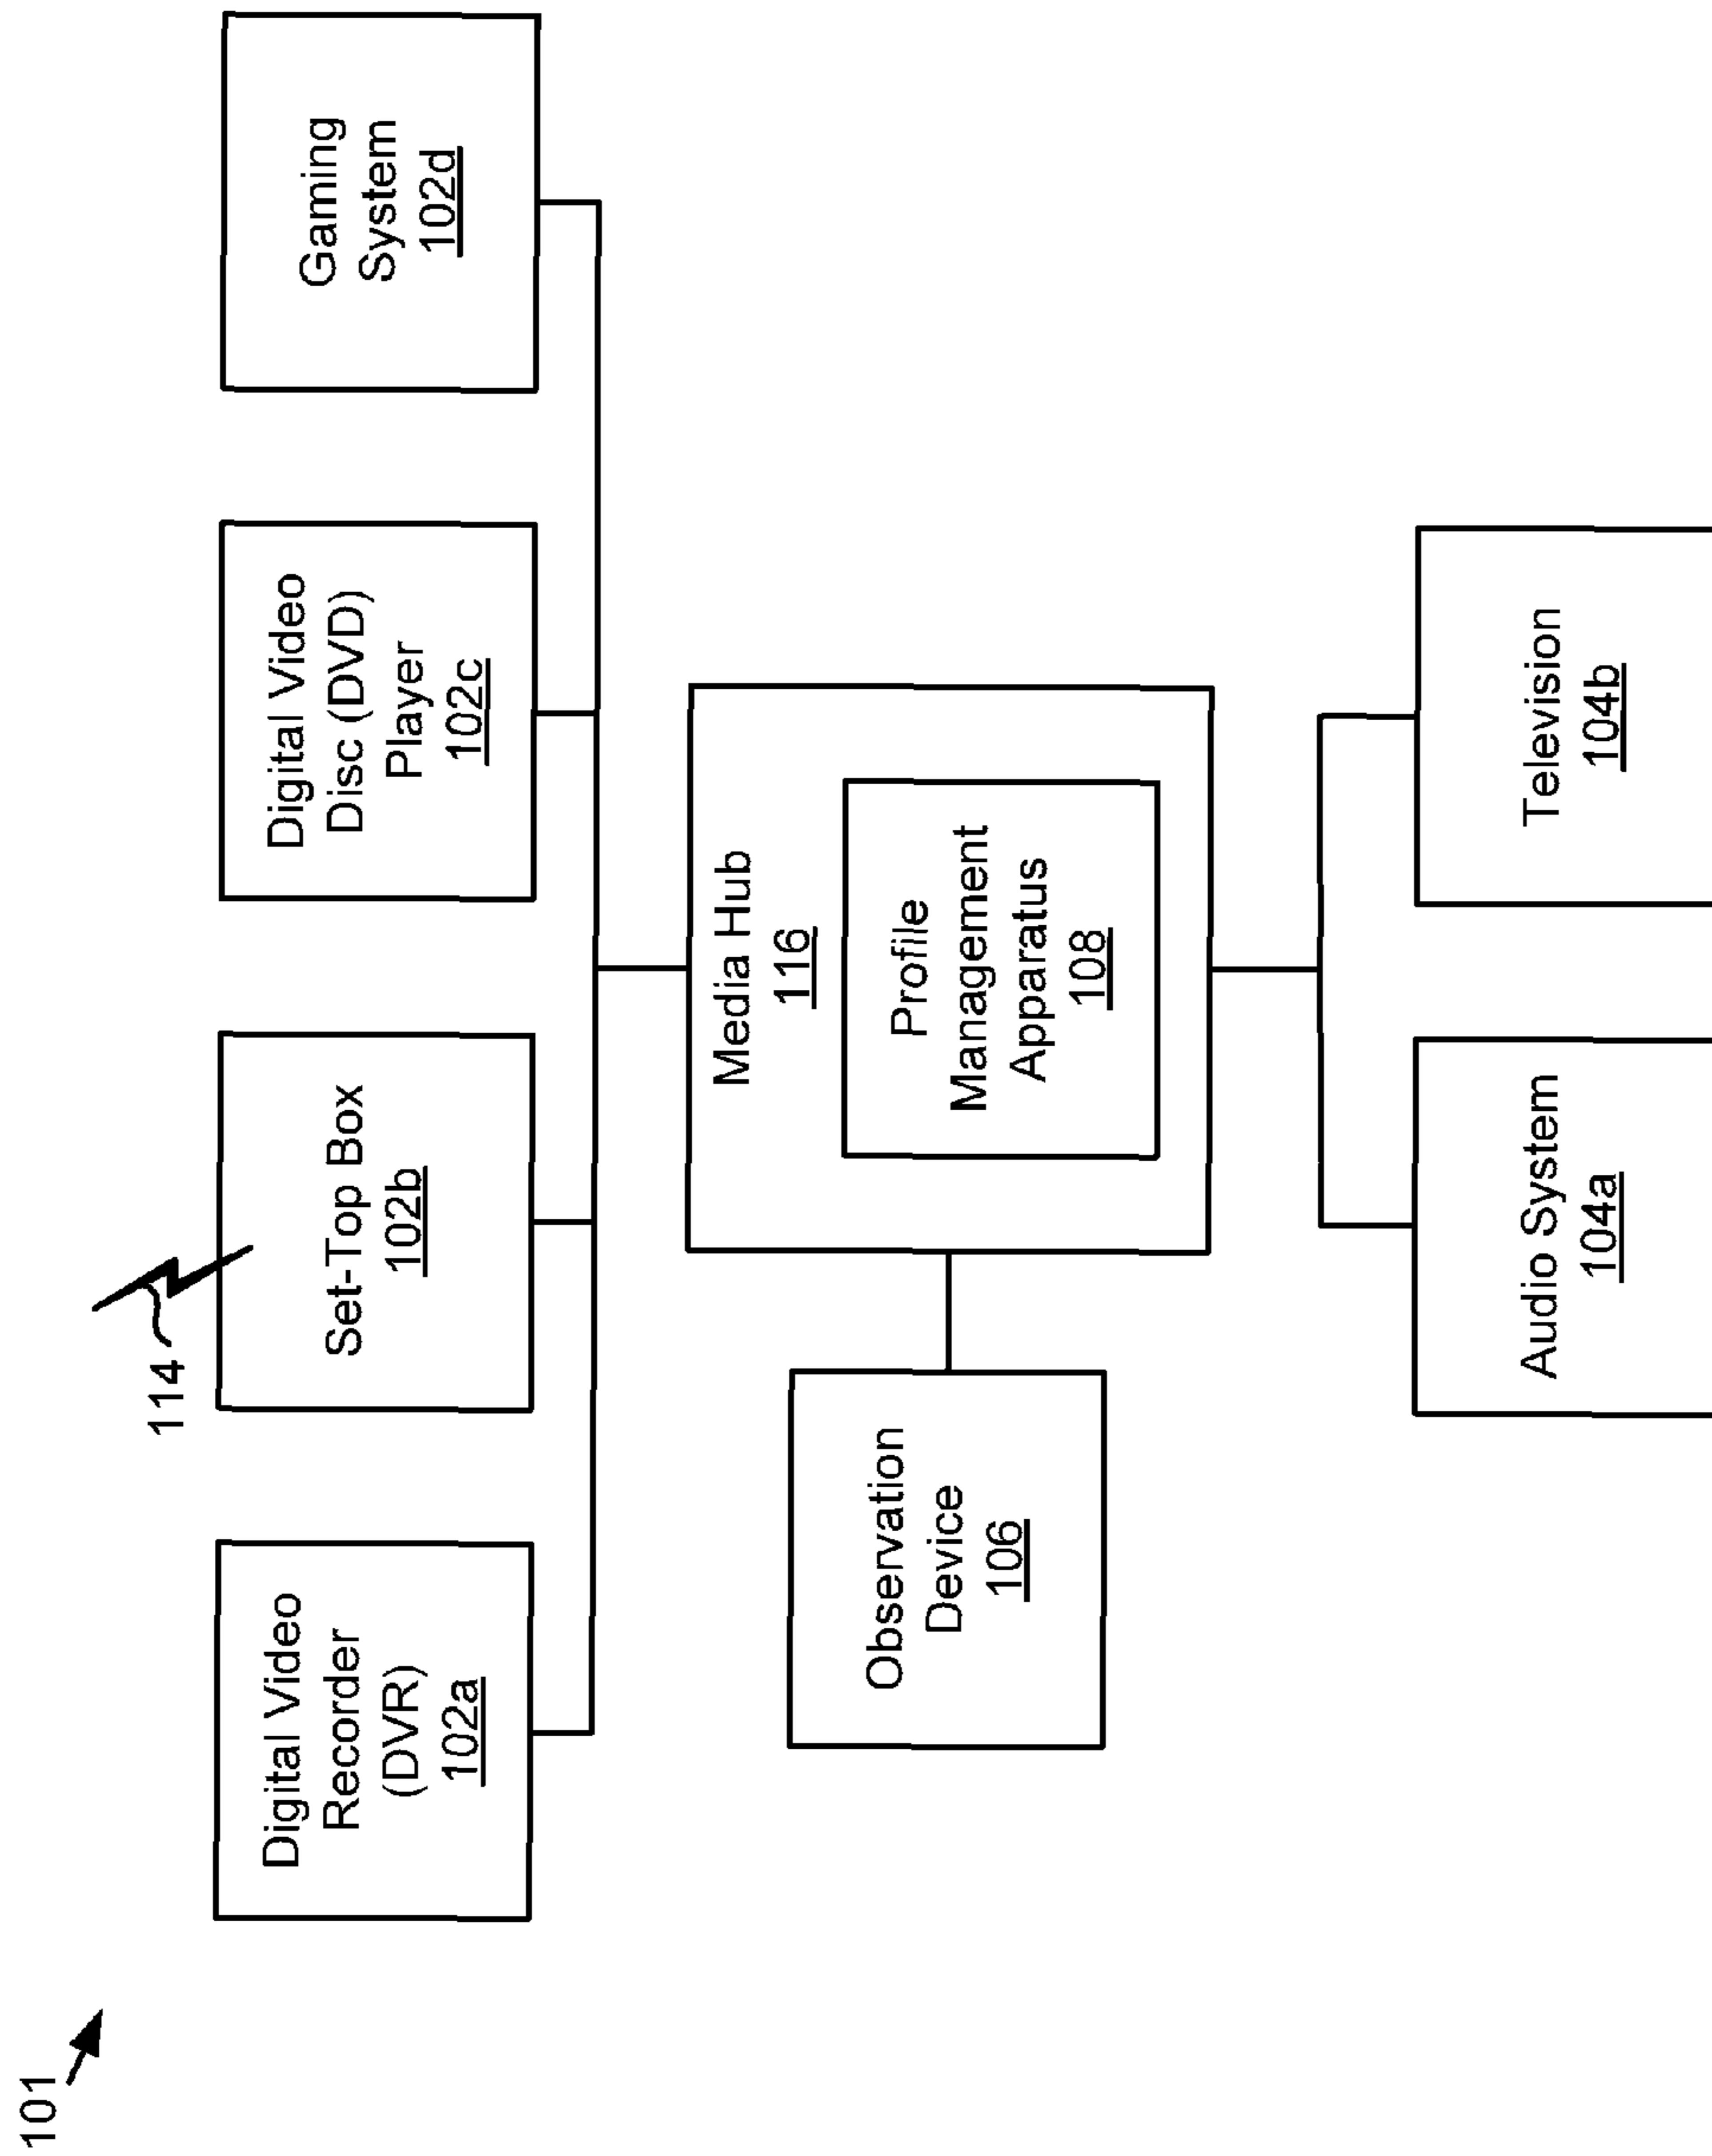 101
114
Digital Video
Recorder
(DVR)
102a
Set-Top Box
102b
Digital Video
Disc (DVD)
Player
102c
Gaming
System
102d
Media Hub
116
Profile
Management
Apparatus
108
Observation
Device
106
Audio System
104a
Television
104b